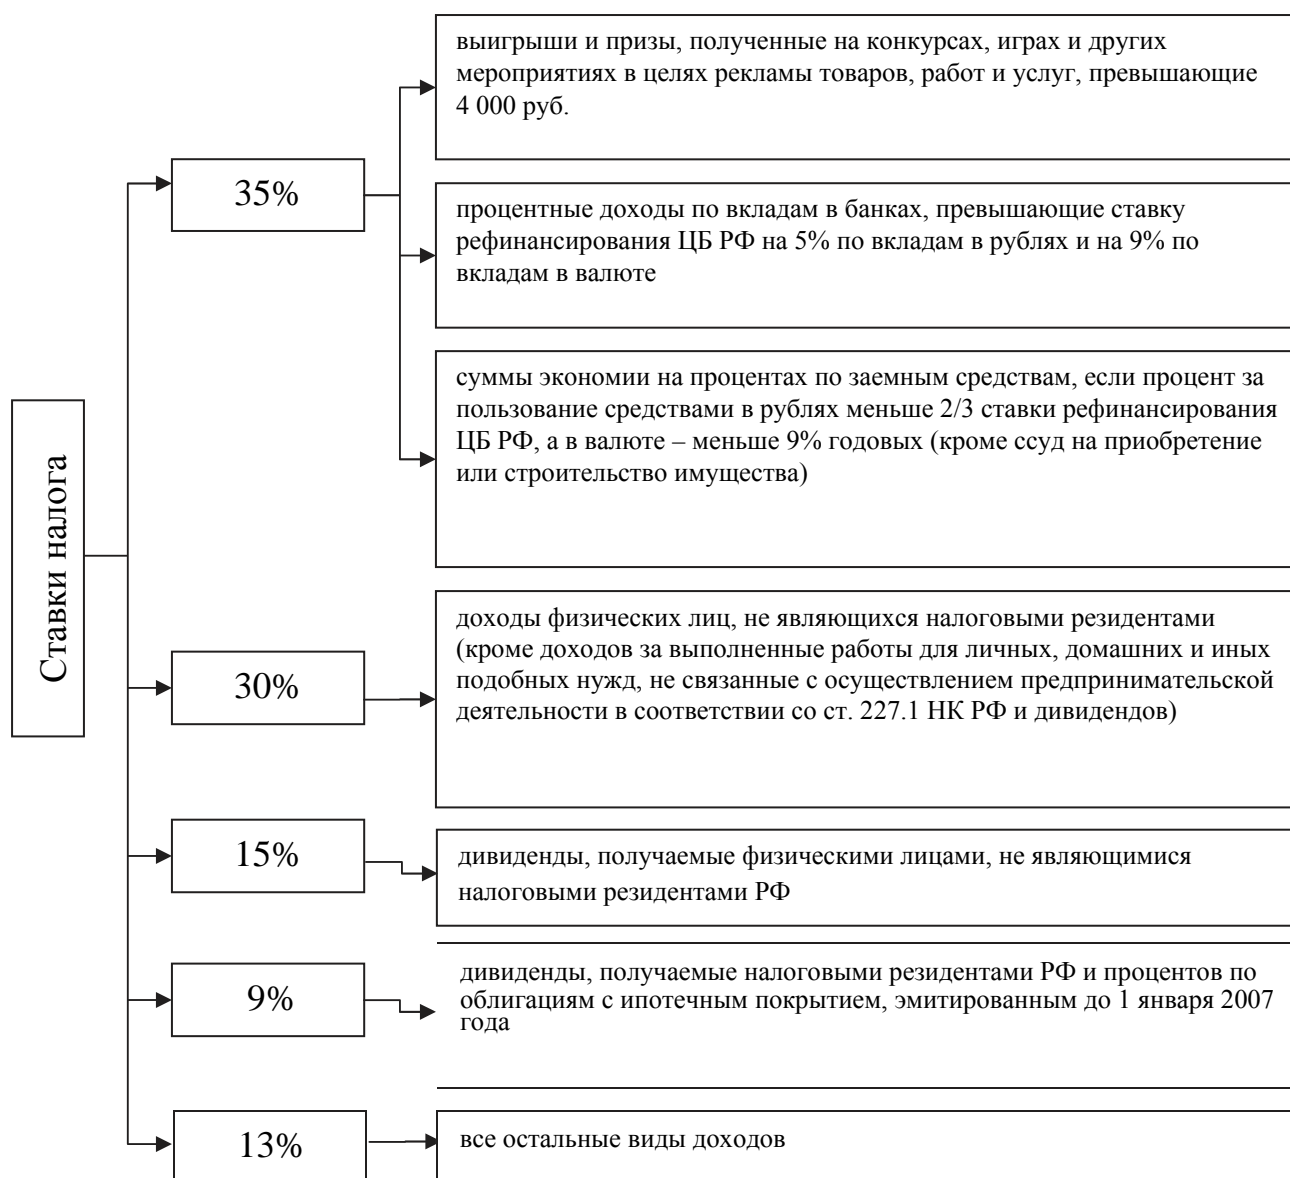 Ставки налога
35%
выигрыши и призы, полученные на конкурсах, играх и других
мероприятиях в целях рекламы товаров, работ и услуг, превышающие
4 000 руб.
процентные доходы по вкладам в банках, превышающие ставку
рефинансирования ЦБ РФ на 5% по вкладам в рублях и на 9% по
вкладам в валюте
суммы экономии на процентах по заемным средствам, если процент за
пользование средствами в рублях меньше 2/3 ставки рефинансирования
ЦБ РФ, а в валюте – меньше 9% годовых (кроме ссуд на приобретение
или строительство имущества)
30%
доходы физических лиц, не являющихся налоговыми резидентами
(кроме доходов за выполненные работы для личных, домашних и иных
подобных нужд, не связанные с осуществлением предпринимательской
деятельности в соответствии со ст. 227.1 НК РФ и дивидендов)
15%
дивиденды, получаемые физическими лицами, не являющимися
налоговыми резидентами РФ
9%
дивиденды, получаемые налоговыми резидентами РФ и процентов по
облигациям с ипотечным покрытием, эмитированным до 1 января 2007
года
13%
все остальные виды доходов